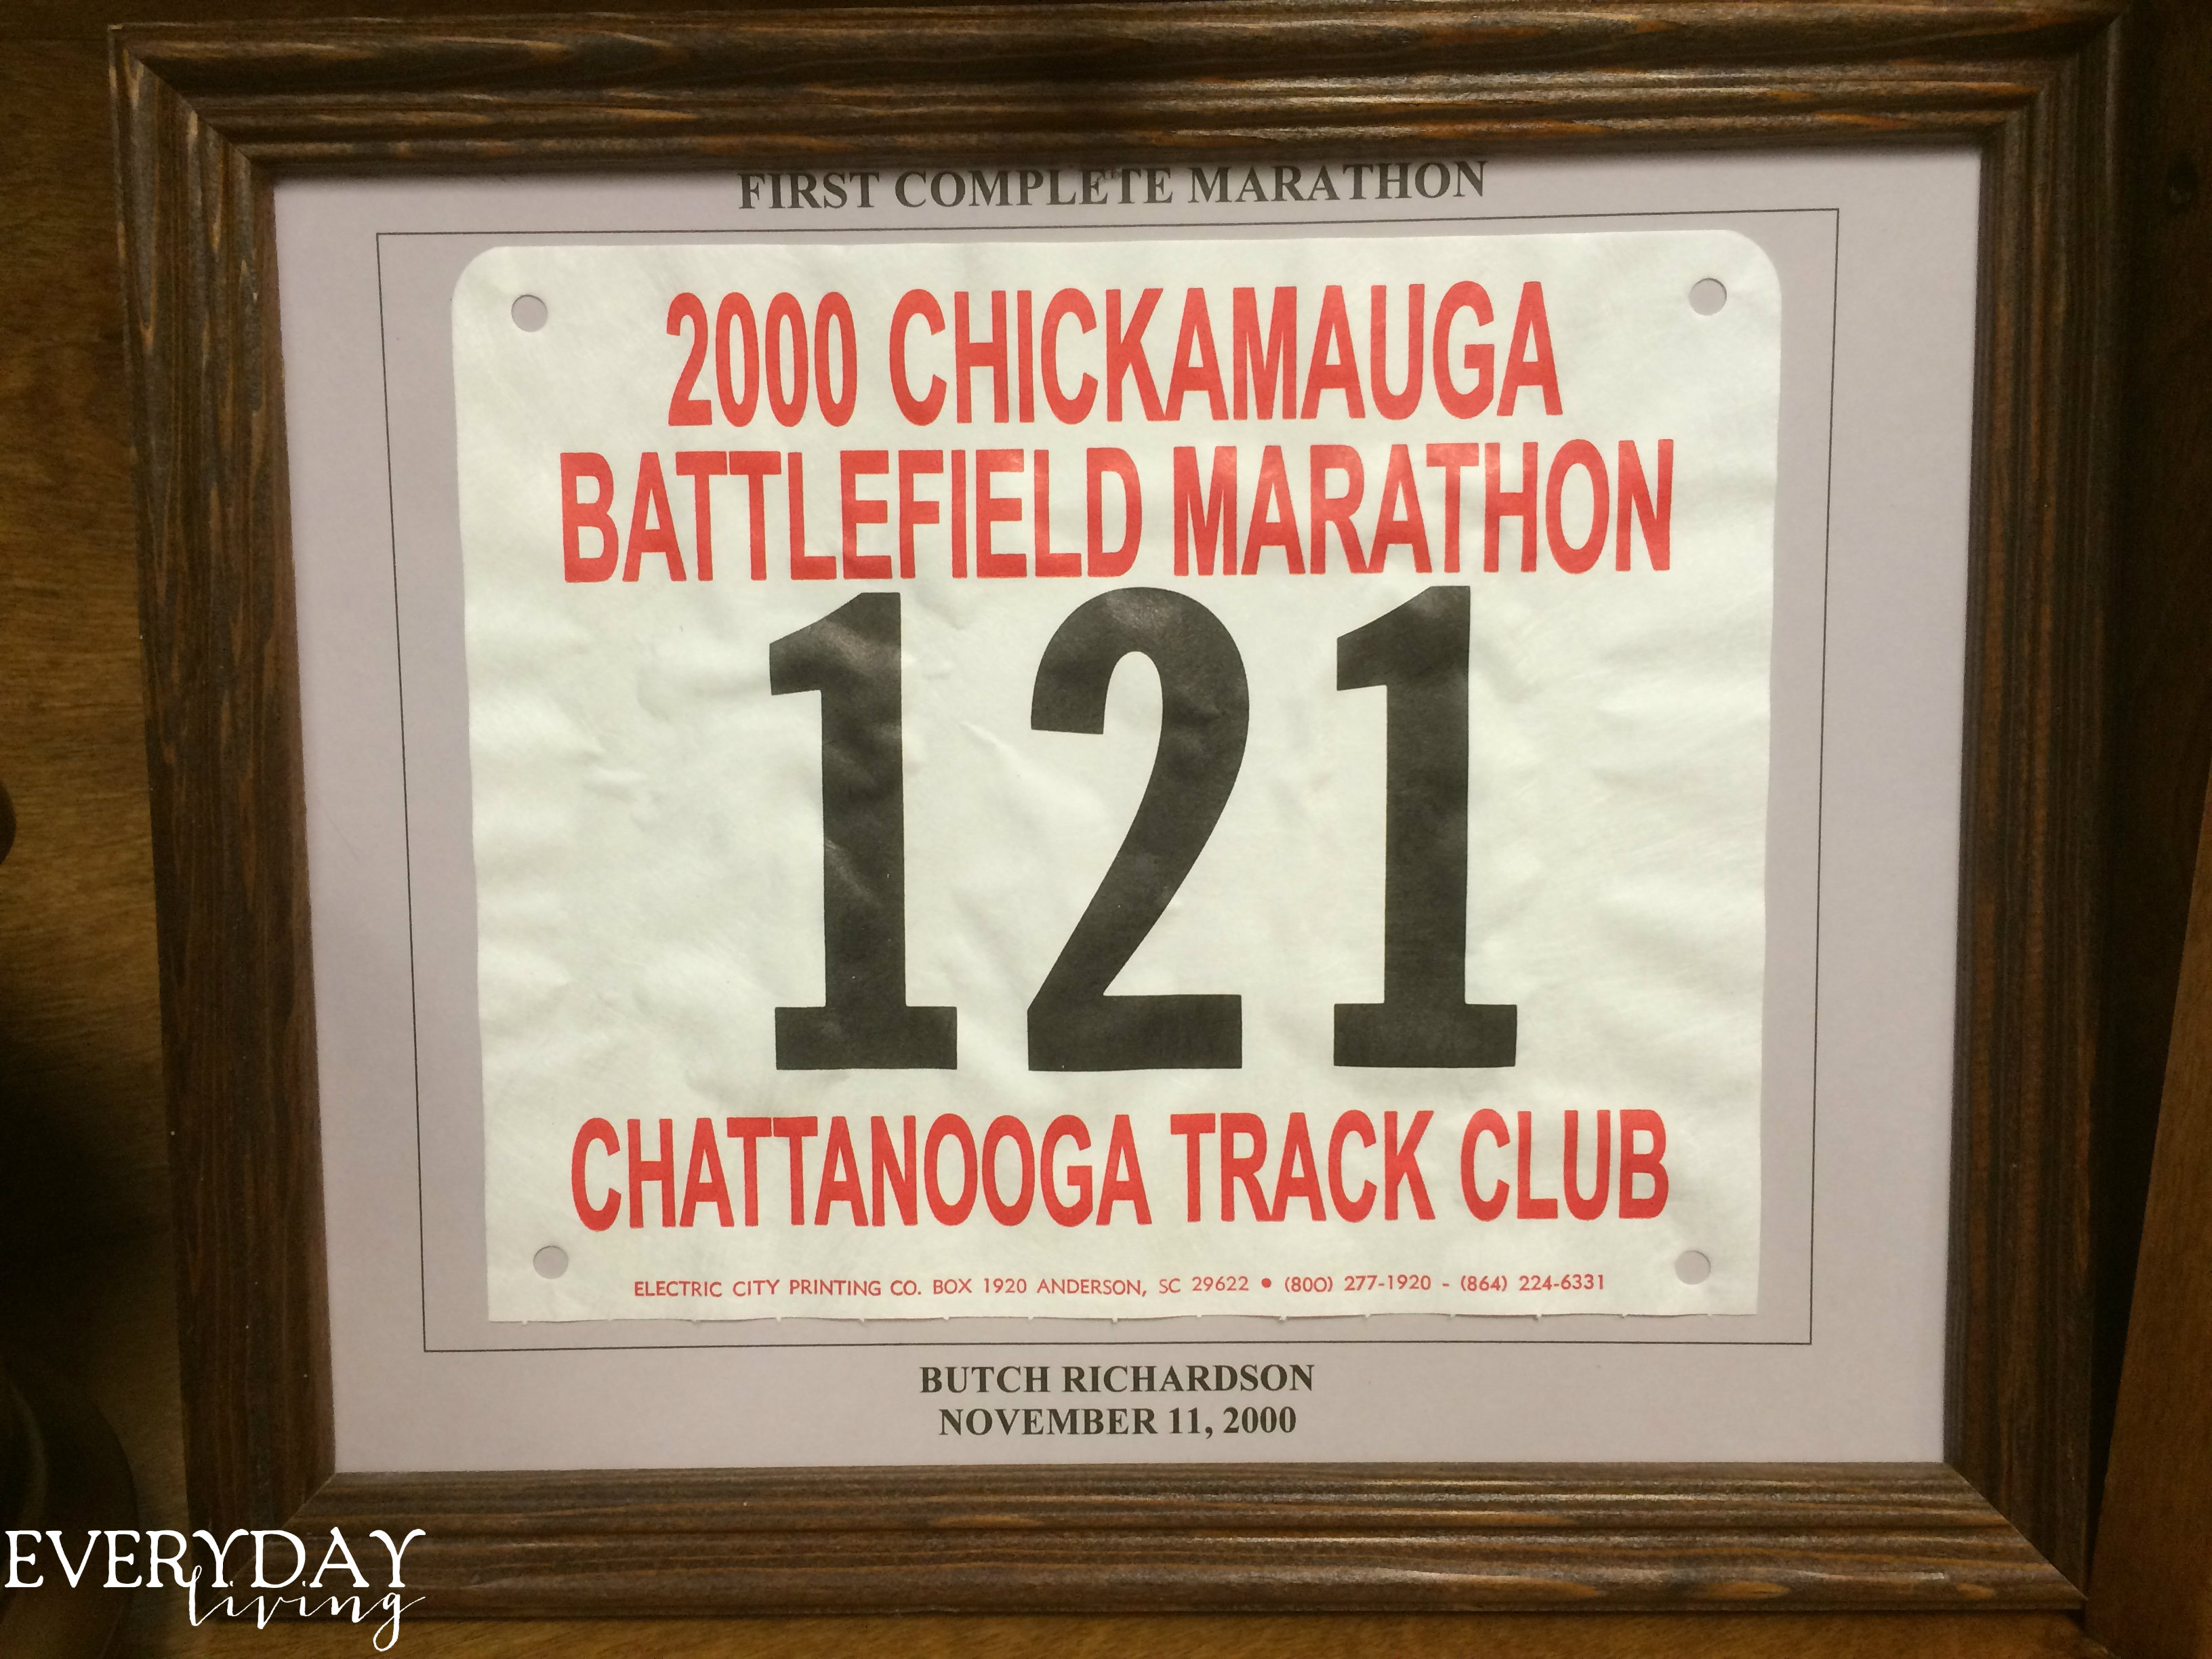 FIRST COMPLETE MARATHON
2000 CHICKAMAUGA
BATTLEFIELD MARATHON
121
CHATTANOOGA TRACK CLUB
ELECTRIC CITY PRINTING CO. BOX 1920 ANDERSON, SC 29622 • (800) 277-1920 - (864) 224-6331
BUTCH RICHARDSON
NOVEMBER 11, 2000
EVERYDAY
living